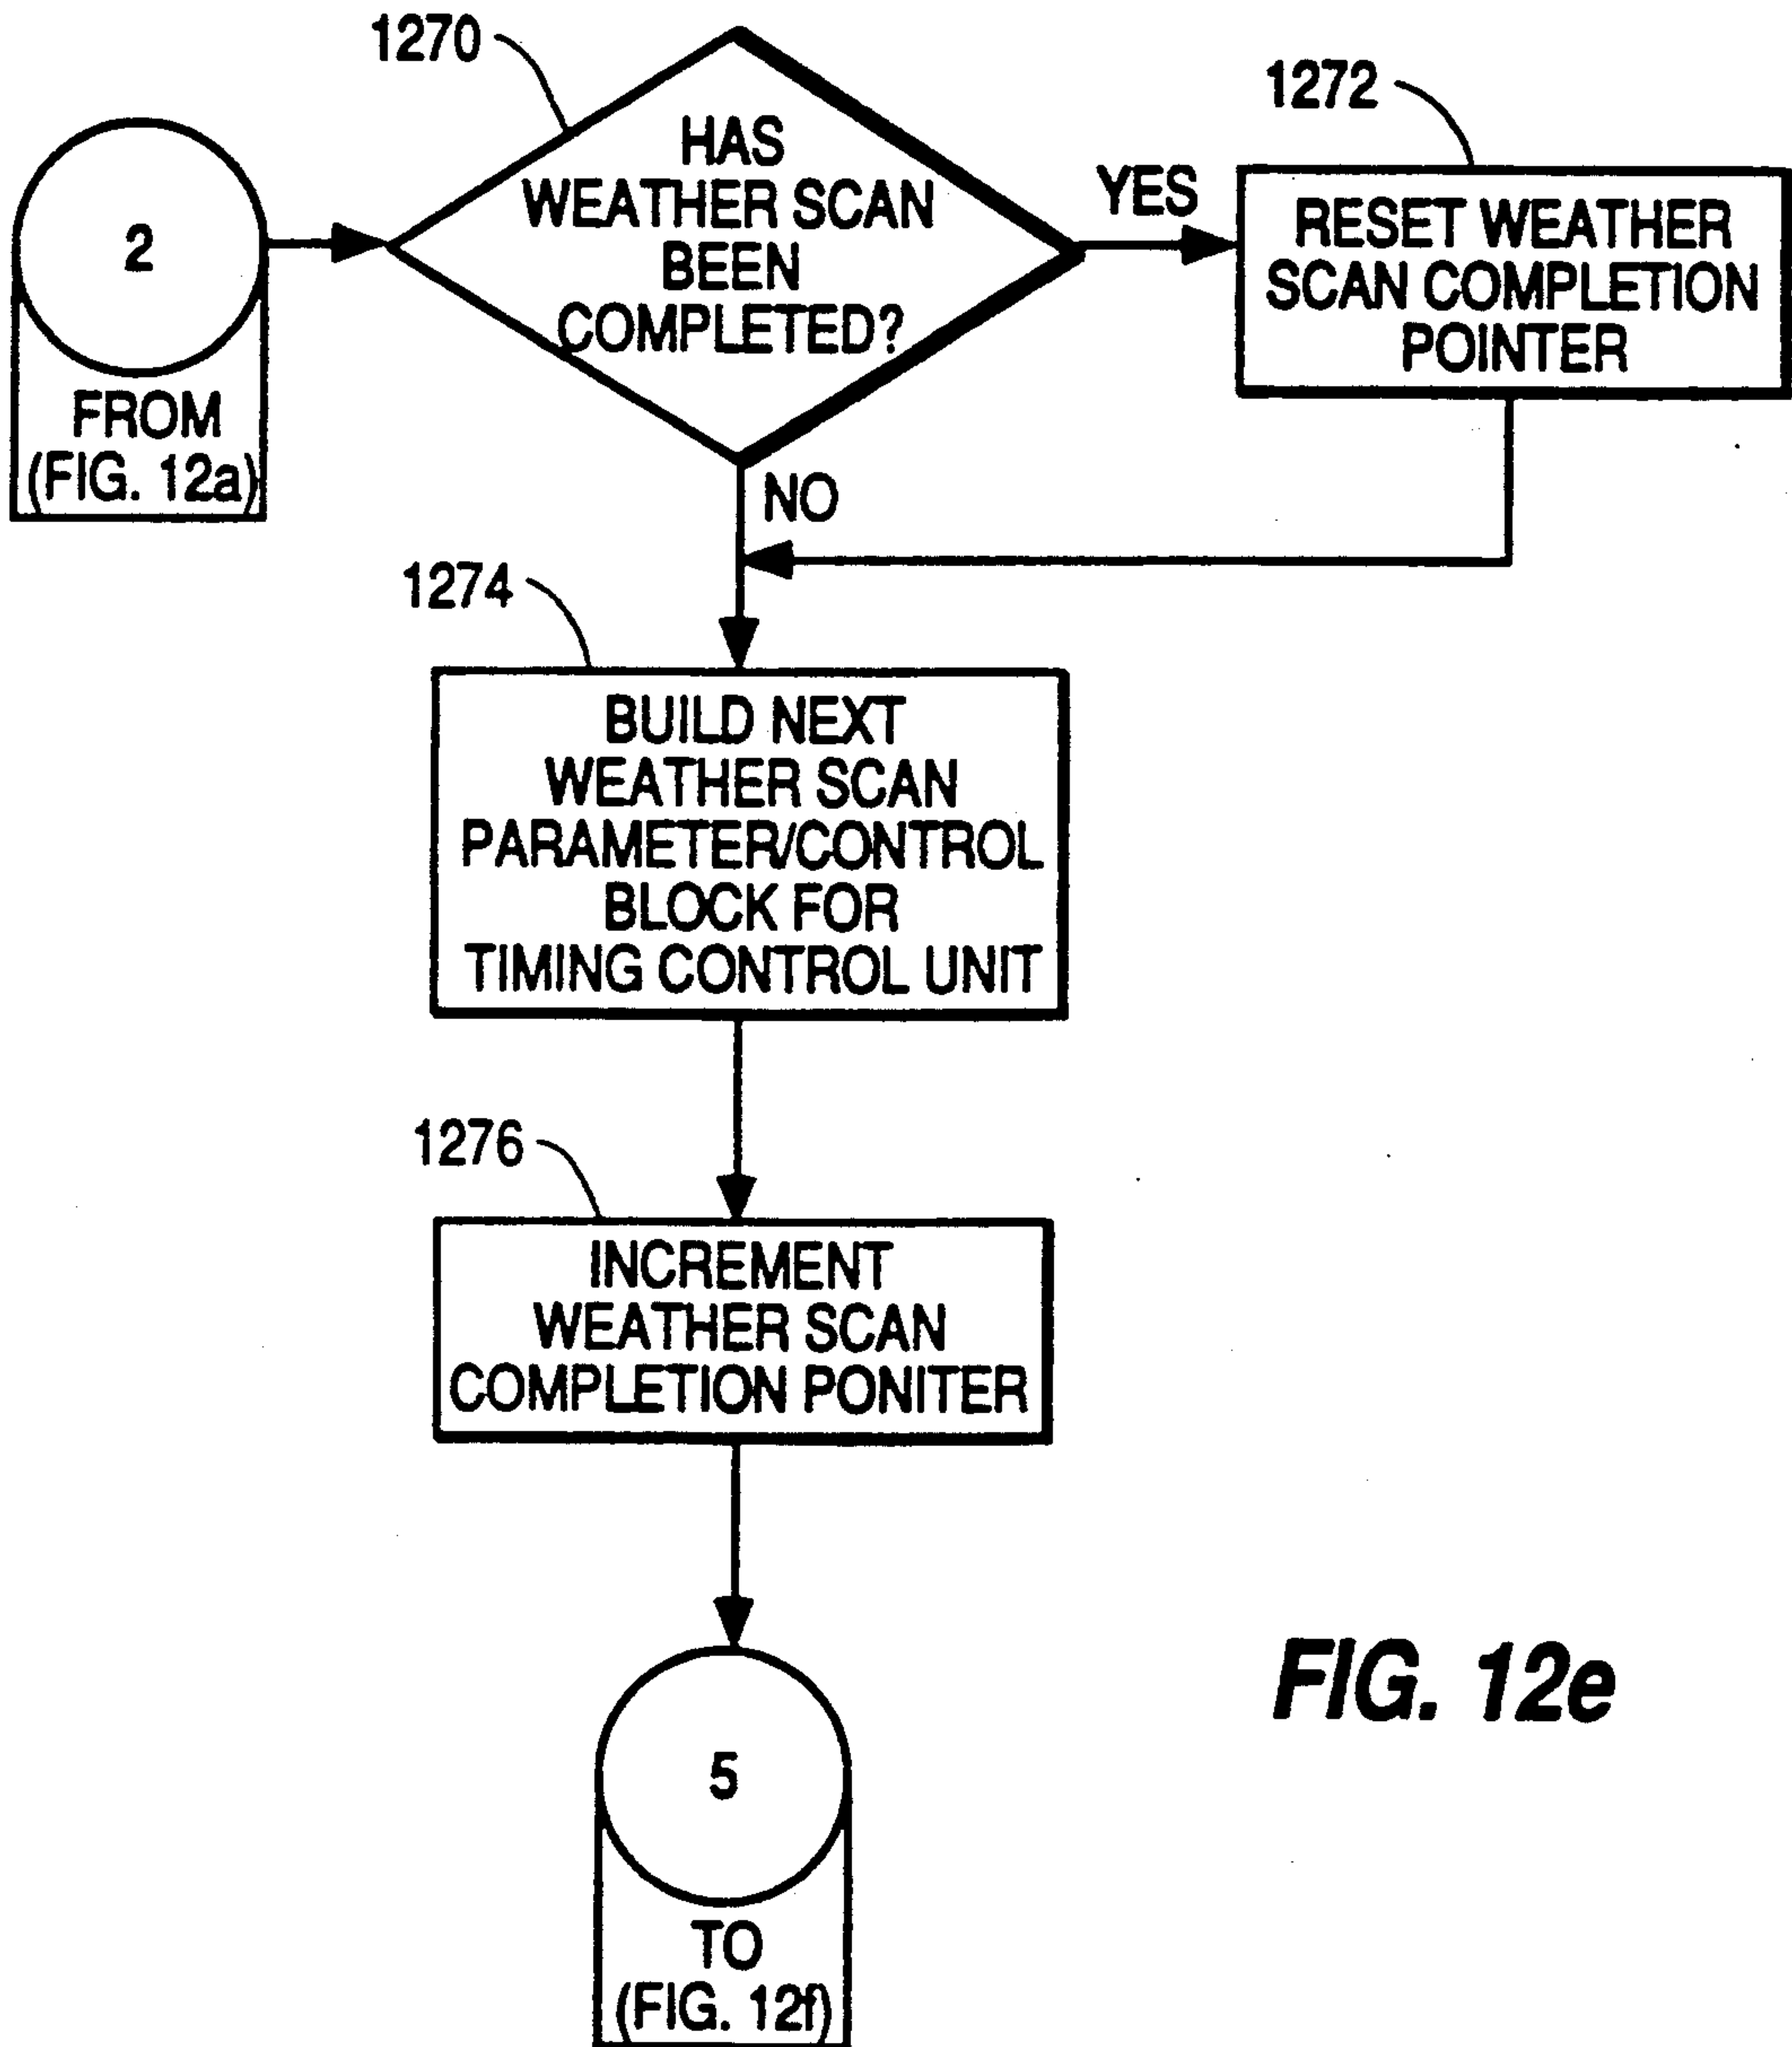 1270
HAS
WEATHER SCAN
BEEN
COMPLETED?
YES
1272
RESET WEATHER
SCAN COMPLETION
POINTER
2
FROM
(FIG. 12a)
NO
1274
BUILD NEXT
WEATHER SCAN
PARAMETER/CONTROL
BLOCK FOR
TIMING CONTROL UNIT
1276
INCREMENT
WEATHER SCAN
COMPLETION PONITER
5
TO
(FIG. 12f)
FIG. 12e